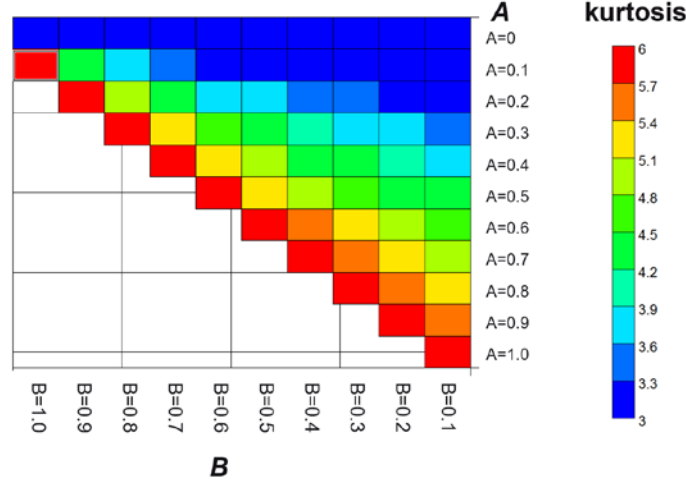 A
kurtosis
A=0
A=0.1
A=0.2
A=0.3
A=0.4
A=0.5
A=0.6
A=0.7
A=0.8
A=0.9
A=1.0
6
5.7
5.4
5.1
4.8
4.5
4.2
3.9
3.6
3.3
3
B=1.0
B=0.9
B=0.8
B=0.7
B=0.6
B=0.5
B=0.4
B=0.3
B=0.2
B=0.1
B